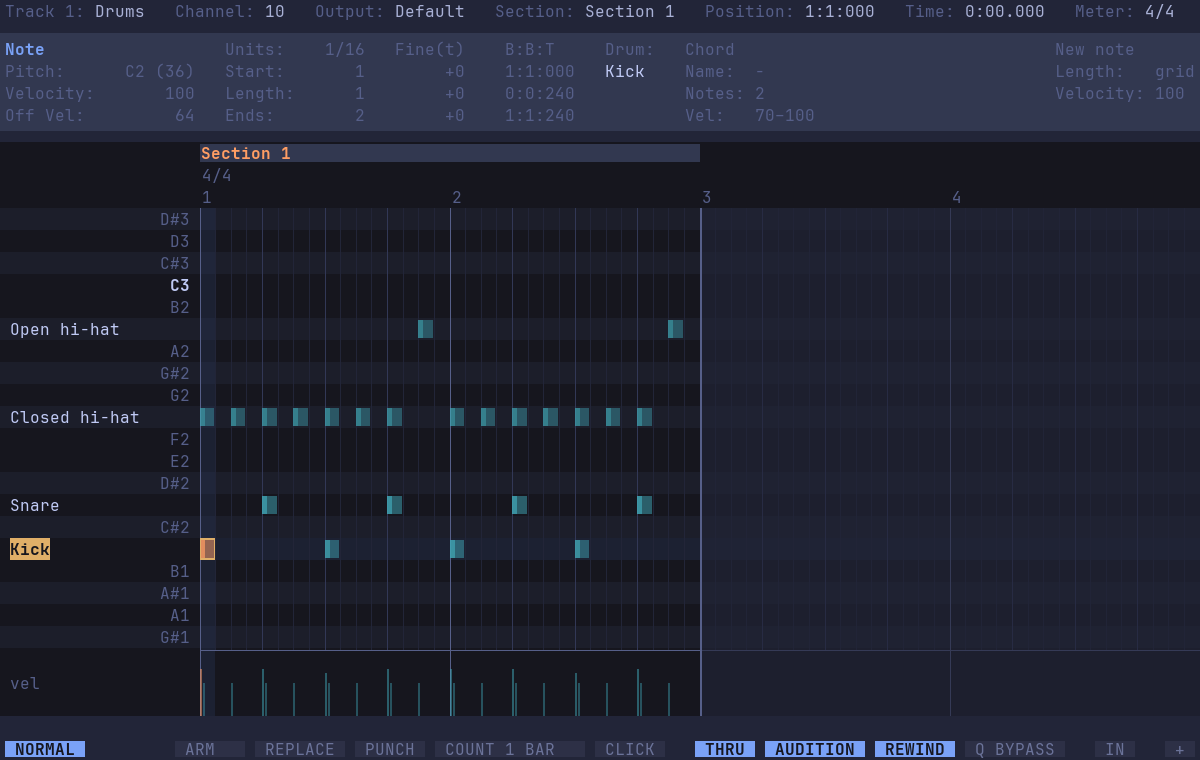 Track 1: Drums Channel: 10 Output: Default Section: Section 1 Position: 1:1:000 Time: 0:00.000 Meter: 4/4
Note Units: 1/16 Fine(t) B:B:T Drum: Chord New note
Pitch: C2 (36) Start: 1 +0 1:1:000 Kick Name: - Length: grid
Velocity: 100 Length: 1 +0 0:0:240 Notes: 2 Velocity: 100
Off Vel: 64 Ends: 2 +0 1:1:240 Vel: 70-100
Section 1
4/4
1 2 3 4
D#3
D3
C#3
C3
B2
Open hi-hat
A2
G#2
G2
Closed hi-hat
F2
E2
D#2
Snare
C#2
Kick
B1
A#1
A1
G#1
vel
NORMAL ARM REPLACE PUNCH COUNT 1 BAR CLICK THRU AUDITION REWIND Q BYPASS IN +